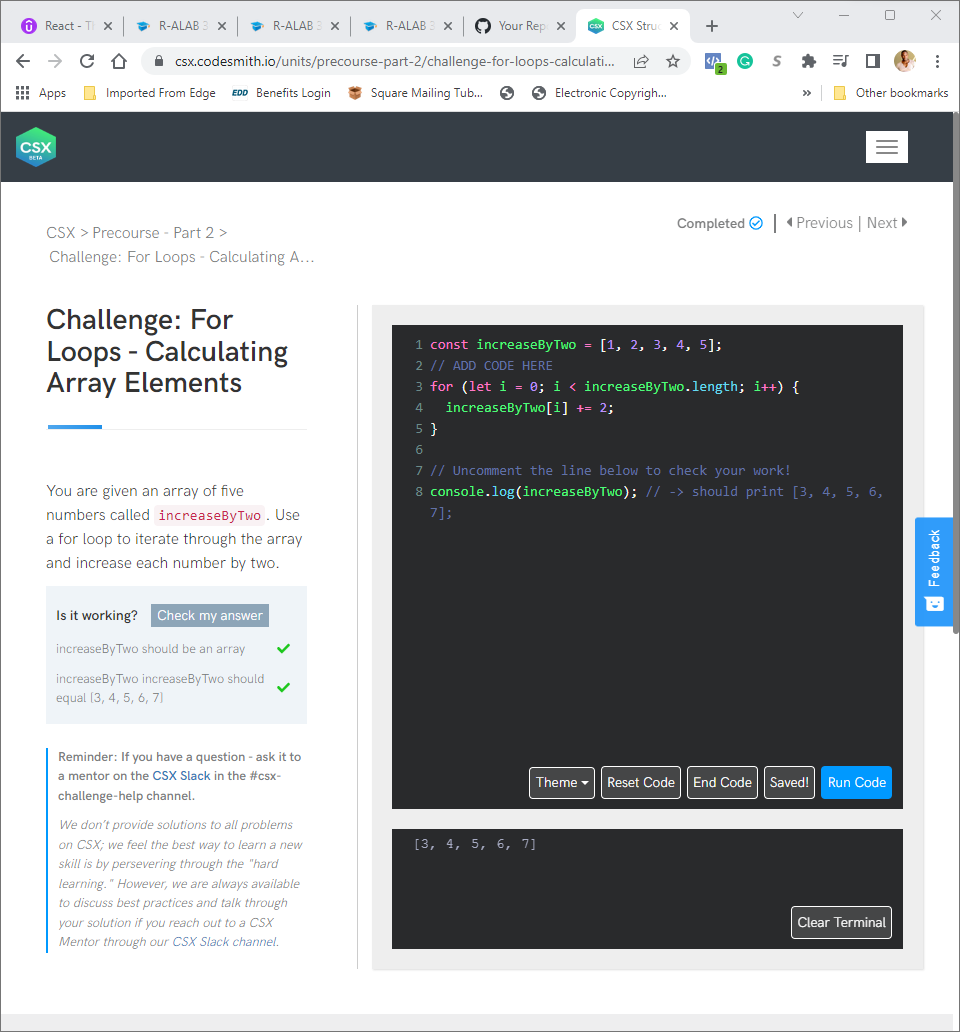 React - Th
R-ALAB 3
R-ALAB 3
R-ALAB 3
Your Rep
CSX Struc
csx.codesmith.io/units/precourse-part-2/challenge-for-loops-calculati...
2
Apps
Imported From Edge
EDD Benefits Login
Square Mailing Tub...
Electronic Copyrigh...
»
Other bookmarks
CSX
BETA
CSX > Precourse - Part 2 >
Challenge: For Loops - Calculating A...
Completed | Previous | Next
Challenge: For
Loops - Calculating
Array Elements
You are given an array of five
numbers called increaseByTwo. Use
a for loop to iterate through the array
and increase each number by two.
Is it working? Check my answer
increaseByTwo should be an array
increaseByTwo increaseByTwo should
equal [3, 4, 5, 6, 7]
Reminder: If you have a question - ask it to
a mentor on the CSX Slack in the #csx-
challenge-help channel.
We don't provide solutions to all problems
on CSX; we feel the best way to learn a new
skill is by persevering through the "hard
learning." However, we are always available
to discuss best practices and talk through
your solution if you reach out to a CSX
Mentor through our CSX Slack channel.
1 const increaseByTwo = [1, 2, 3, 4, 5];
2 // ADD CODE HERE
3 for (let i = 0; i < increaseByTwo.length; i++) {
4   increaseByTwo[i] += 2;
5 }
6
7 // Uncomment the line below to check your work!
8 console.log(increaseByTwo); // -> should print [3, 4, 5, 6,
7];
Theme Reset Code End Code Saved! Run Code
[3, 4, 5, 6, 7]
Clear Terminal
Feedback